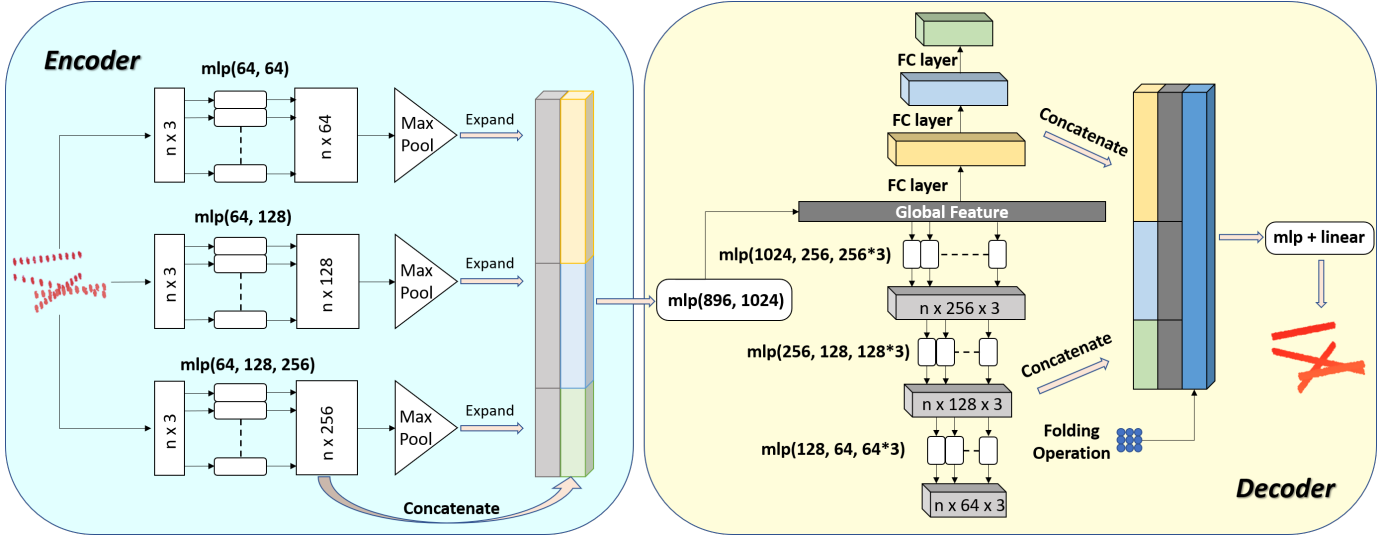 Encoder
mlp(64, 64)
n x 3
n x 64
Max
Pool
Expand
mlp(64, 128)
n x 3
n x 128
Max
Pool
Expand
mlp(64, 128, 256)
n x 3
n x 256
Max
Pool
Expand
Concatenate
mlp(896, 1024)
FC layer
FC layer
FC layer
Global Feature
mlp(1024, 256, 256*3)
n x 256 x 3
mlp(256, 128, 128*3)
n x 128 x 3
mlp(128, 64, 64*3)
n x 64 x 3
Concatenate
Concatenate
Folding
Operation
mlp + linear
Decoder